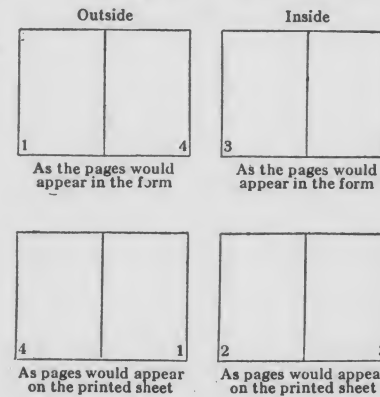 Outside
Inside
1 4
3
As the pages would
appear in the form
As the pages would
appear in the form
4 1
2
As pages would appear
on the printed sheet
As pages would appea
on the printed sheet